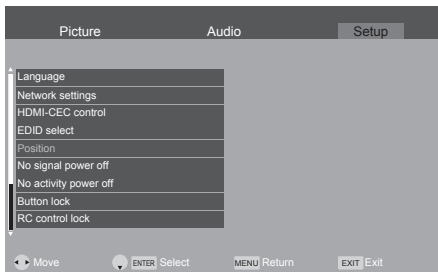 Picture Audio Setup
Language
Network settings
HDMI-CEC control
EDID select
Position
No signal power off
No activity power off
Button lock
RC control lock
Move ENTER Select MENU Return EXIT Exit